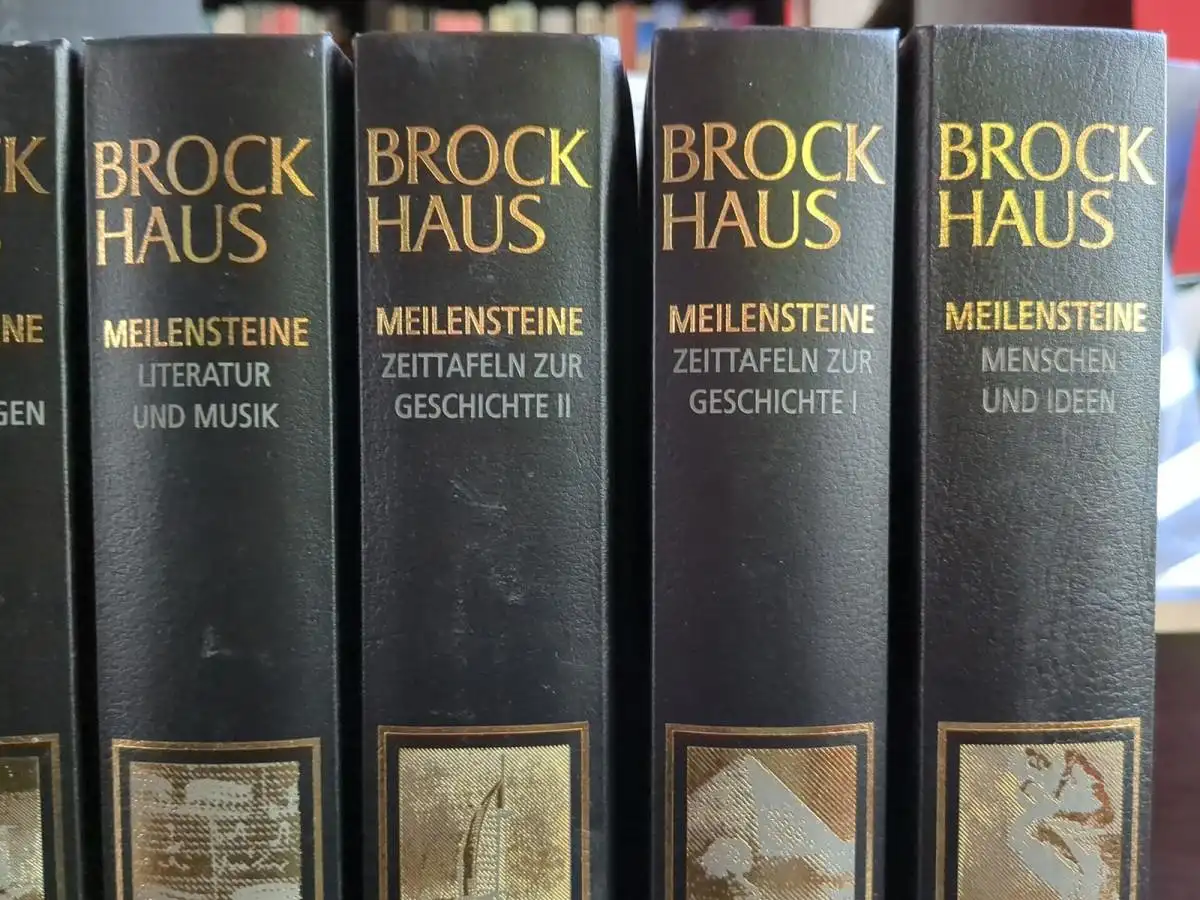 BROCK
HAUS
MEILENSTEINE
LITERATUR
UND MUSIK
BROCK
HAUS
MEILENSTEINE
ZEITTAFELN ZUR
GESCHICHTE II
BROCK
HAUS
MEILENSTEINE
ZEITTAFELN ZUR
GESCHICHTE I
BROCK
HAUS
MEILENSTEINE
MENSCHEN
UND IDEEN